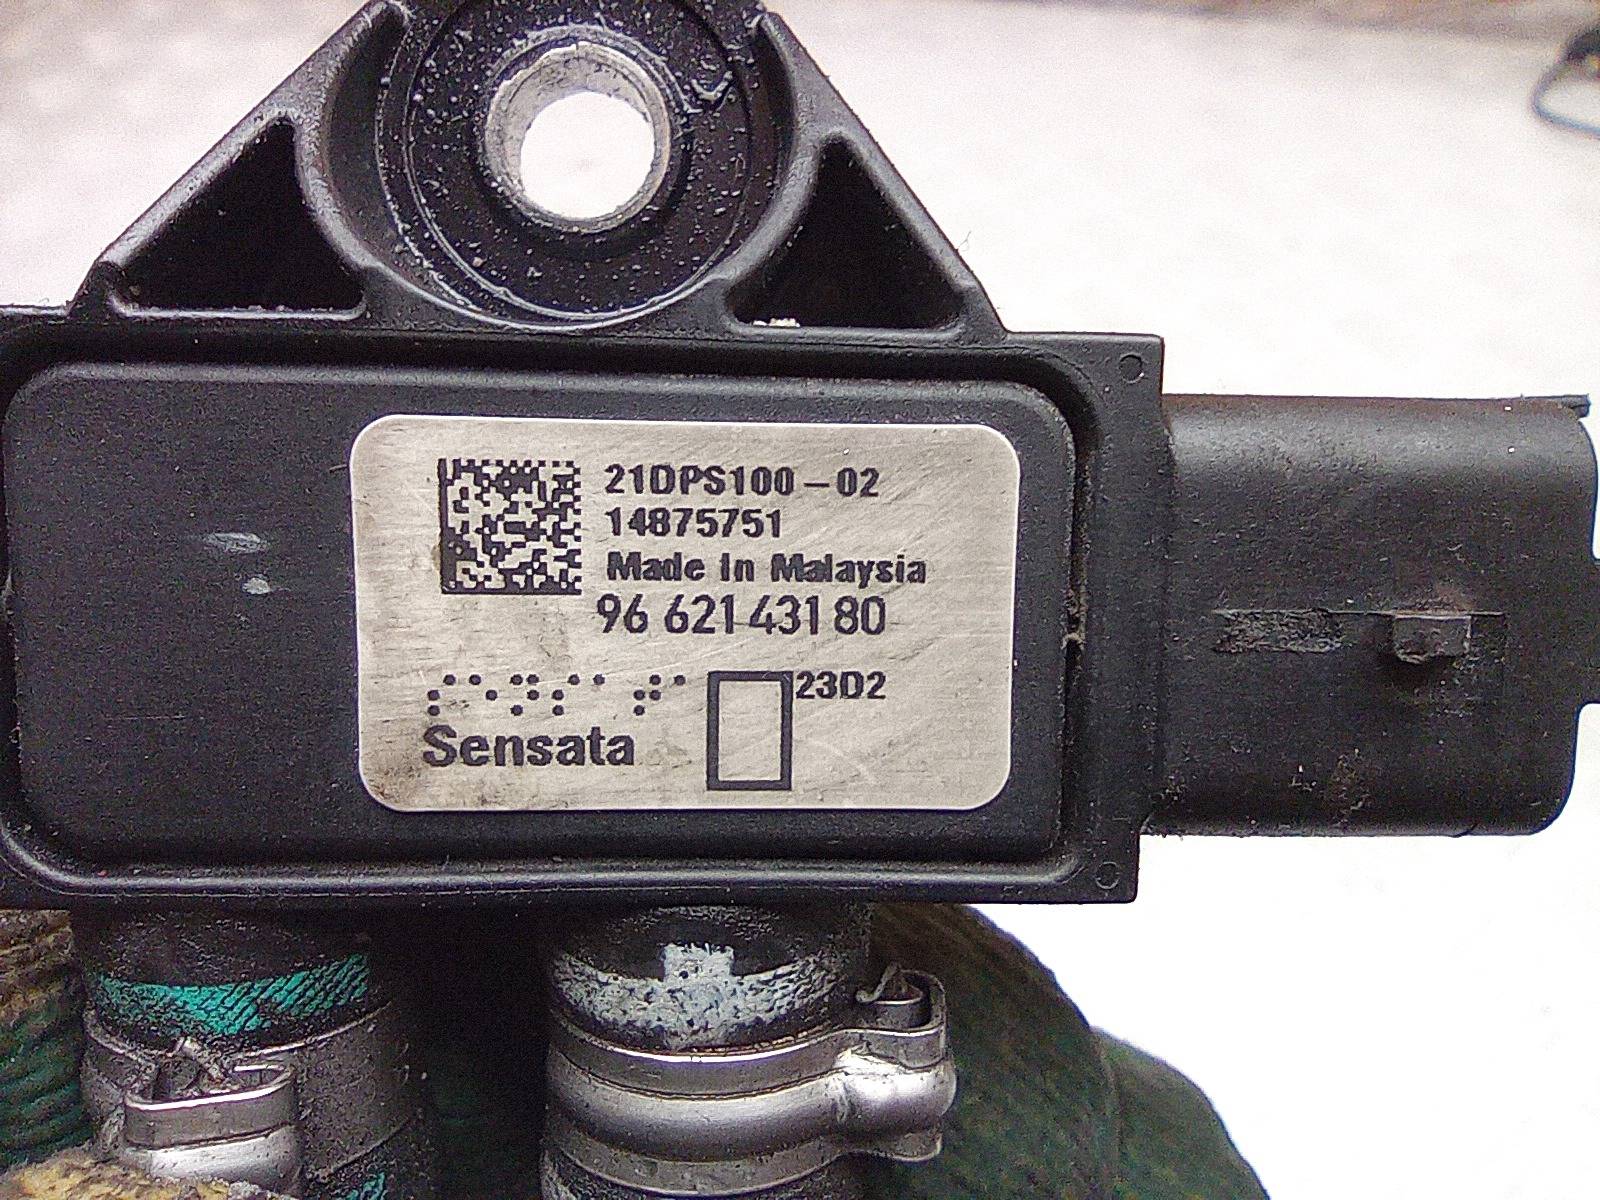 21DPS100-02
14875751
Made In Malaysia
96 621 431 80
23D2
Sensata